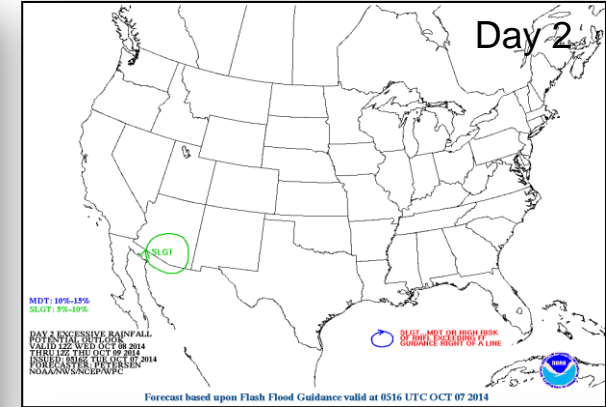 Day 2
SLGT
MDT: 10%-15%
SLGT: 5%-10%
DAY 2 EXCESSIVE RAINFALL
POTENTIAL OUTLOOK
VALID 12Z WED OCT 08 2014
THRU 12Z THU OCT 09 2014
ISSUED: 0516Z TUE OCT 07 2014
FORECASTER: PETERSEN
NOAA/NWS/NCEP/WPC
SLGT, MDT OR HIGH RISK
OF RNFL EXCEEDING FF
GUIDANCE RIGHT OF A LINE
noaa
Forecast based upon Flash Flood Guidance valid at 0516 UTC OCT 07 2014